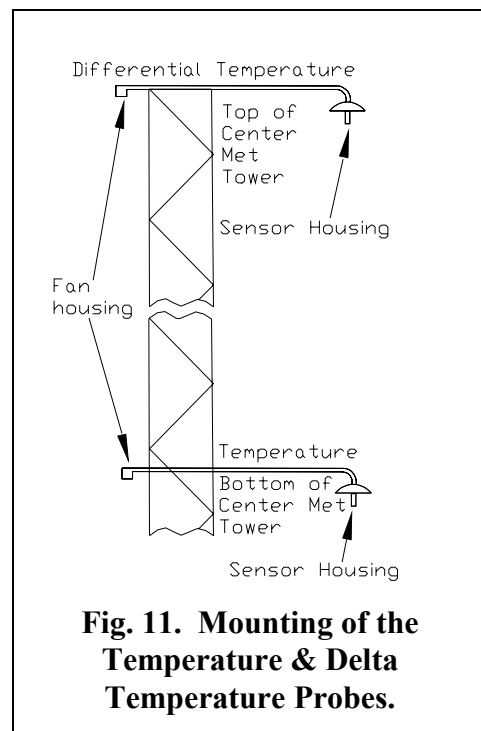 Differential Temperature
Top of
Center
Met
Tower
Sensor Housing
Fan
housing
Temperature
Bottom of
Center Met
Tower
Sensor Housing
Fig. 11. Mounting of the
Temperature & Delta
Temperature Probes.